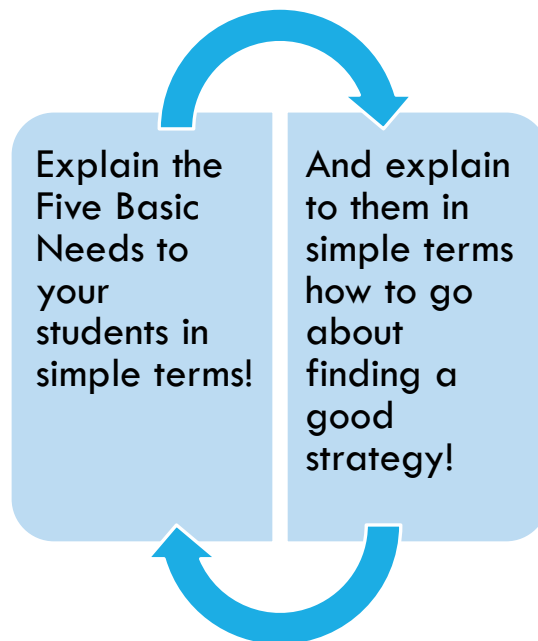 Explain the
Five Basic
Needs to
your
students in
simple terms!
And explain
to them in
simple terms
how to go
about
finding a
good
strategy!